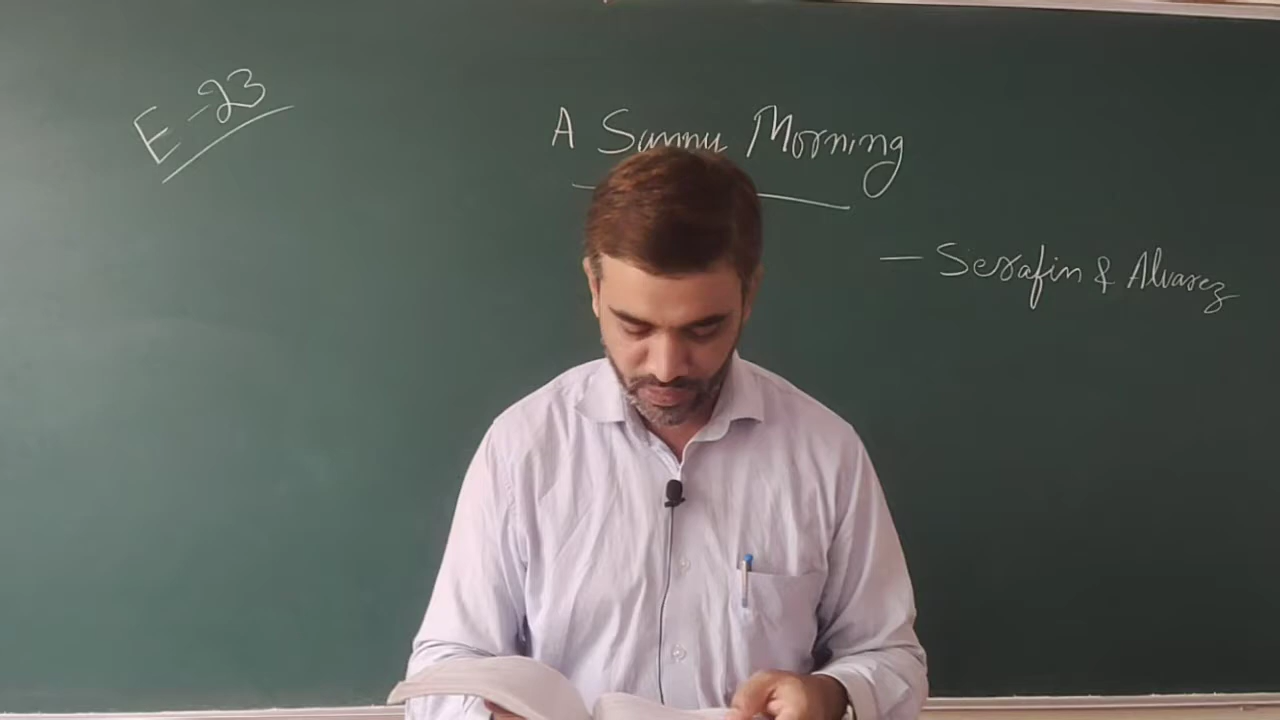 E-23
A Sunny Morning
— Serafin & Alvarez